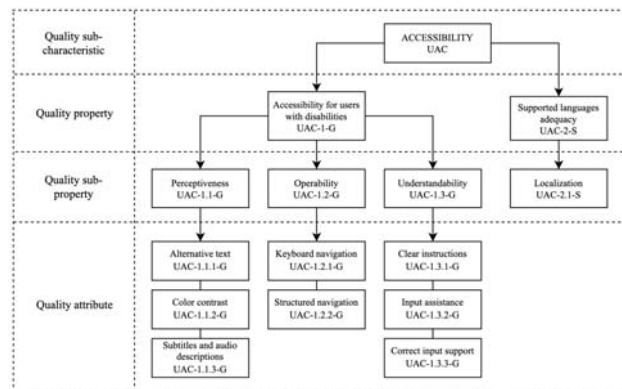 Quality sub-
characteristic
ACCESSIBILITY
UAC
Quality property
Accessibility for users
with disabilities
UAC-1-G
Supported languages
adequacy
UAC-2-S
Quality sub-
property
Perceptiveness
UAC-1.1-G
Operability
UAC-1.2-G
Understandability
UAC-1.3-G
Localization
UAC-2.1-S
Quality attribute
Alternative text
UAC-1.1.1-G
Keyboard navigation
UAC-1.2.1-G
Clear instructions
UAC-1.3.1-G
Color contrast
UAC-1.1.2-G
Structured navigation
UAC-1.2.2-G
Input assistance
UAC-1.3.2-G
Subtitles and audio
descriptions
UAC-1.1.3-G
Correct input support
UAC-1.3.3-G